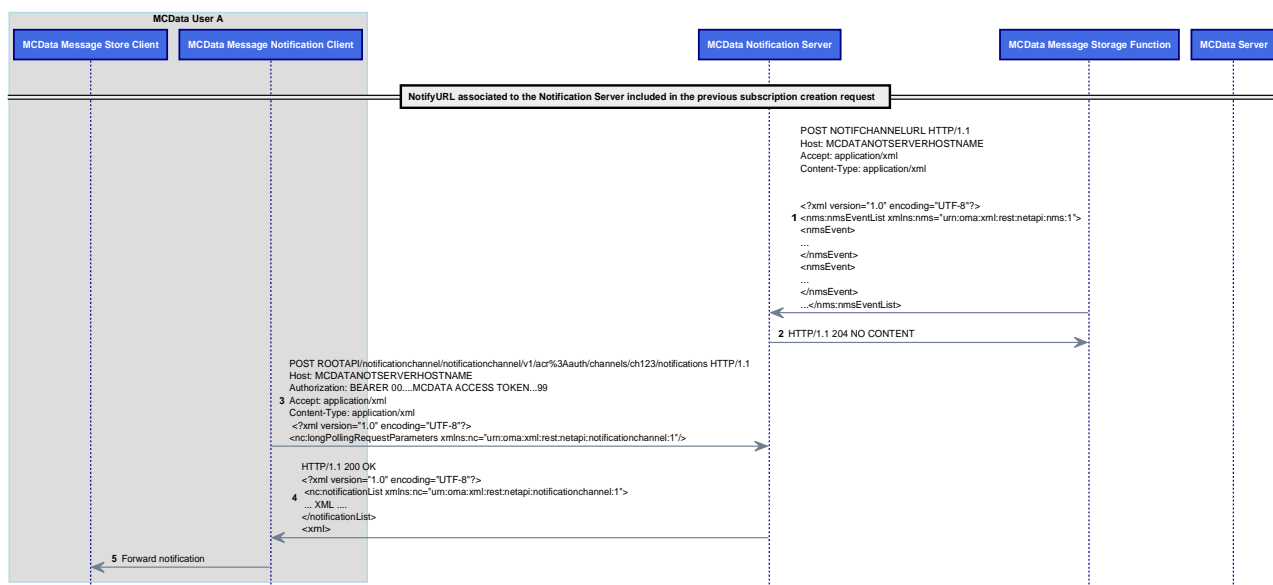 MCData User A
MCData Message Store Client
MCData Message Notification Client
MCData Notification Server
MCData Message Storage Function
MCData Server
NotifyURL associated to the Notification Server included in the previous subscription creation request
POST NOTIFCHANNELURL HTTP/1.1
Host: MCDATANOTSERVERHOSTNAME
Accept: application/xml
Content-Type: application/xml
<?xml version="1.0" encoding="UTF-8"?>
1 <nms:nmsEventList xmlns:nms="urn:oma:xml:rest:netapi:nms:1">
<nmsEvent>
...
</nmsEvent>
<nmsEvent>
...
</nmsEvent>
...</nms:nmsEventList>
2 HTTP/1.1 204 NO CONTENT
POST ROOTAPI/notificationchannel/notificationchannel/v1/acr%3Aauth/channels/ch123/notifications HTTP/1.1
Host: MCDATANOTSERVERHOSTNAME
Authorization: BEARER 00....MCDATA ACCESS TOKEN...99
3 Accept: application/xml
Content-Type: application/xml
<?xml version="1.0" encoding="UTF-8"?>
<nc:longPollingRequestParameters xmlns:nc="urn:oma:xml:rest:netapi:notificationchannel:1"/>
HTTP/1.1 200 OK
<?xml version="1.0" encoding="UTF-8"?>
<nc:notificationList xmlns:nc="urn:oma:xml:rest:netapi:notificationchannel:1">
4 ... XML ....
</notificationList>
<xml>
5 Forward notification